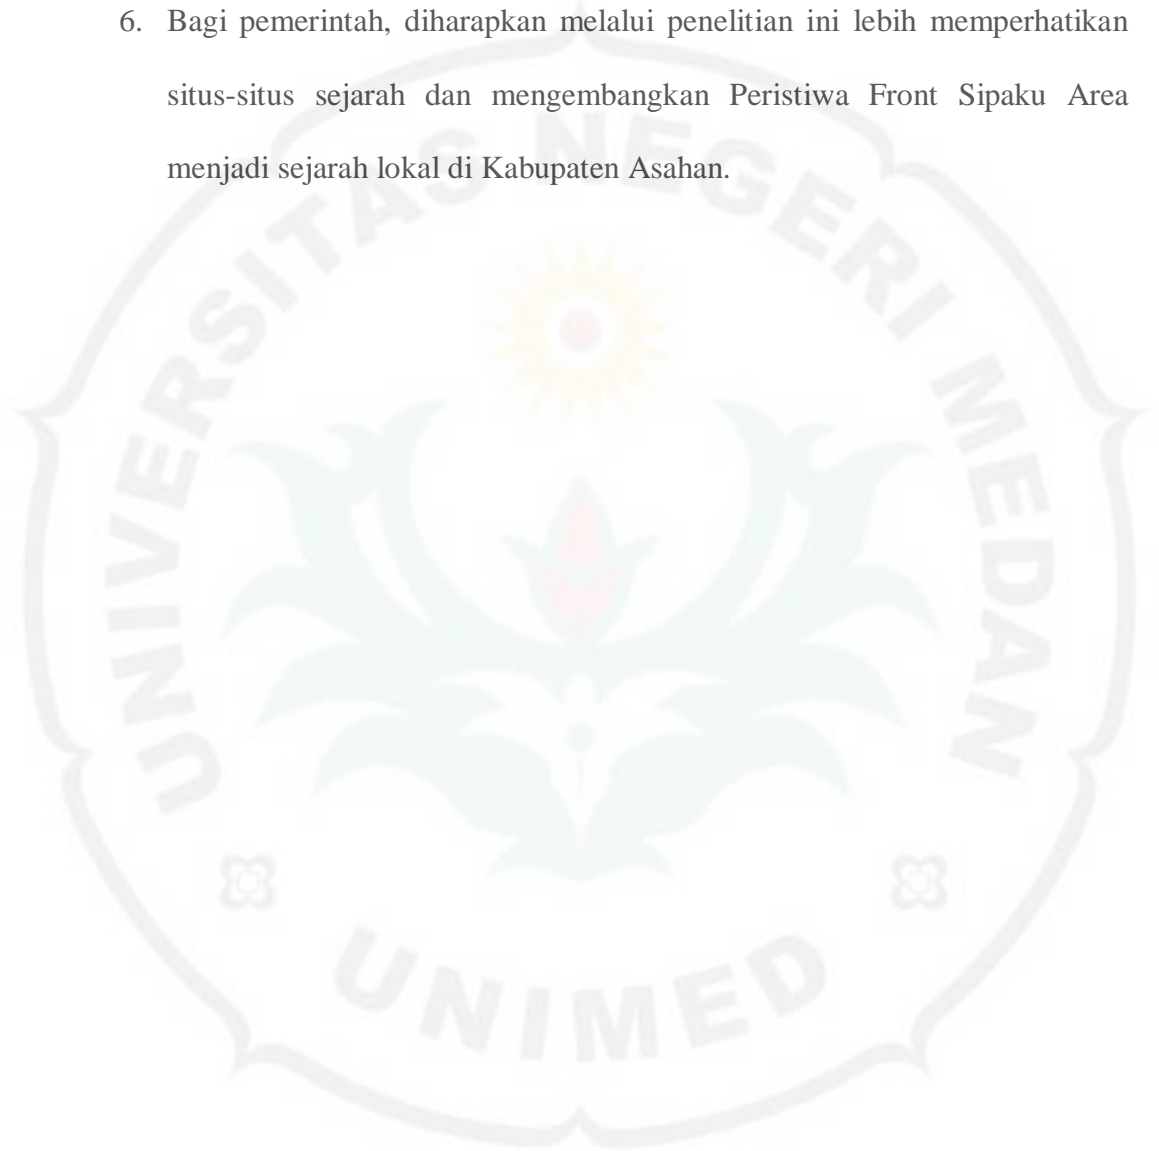 6. Bagi pemerintah, diharapkan melalui penelitian ini lebih memperhatikan
situs-situs sejarah dan mengembangkan Peristiwa Front Sipaku Area
menjadi sejarah lokal di Kabupaten Asahan.
UNIVERSITAS NEGERI MEDAN
UNIMED